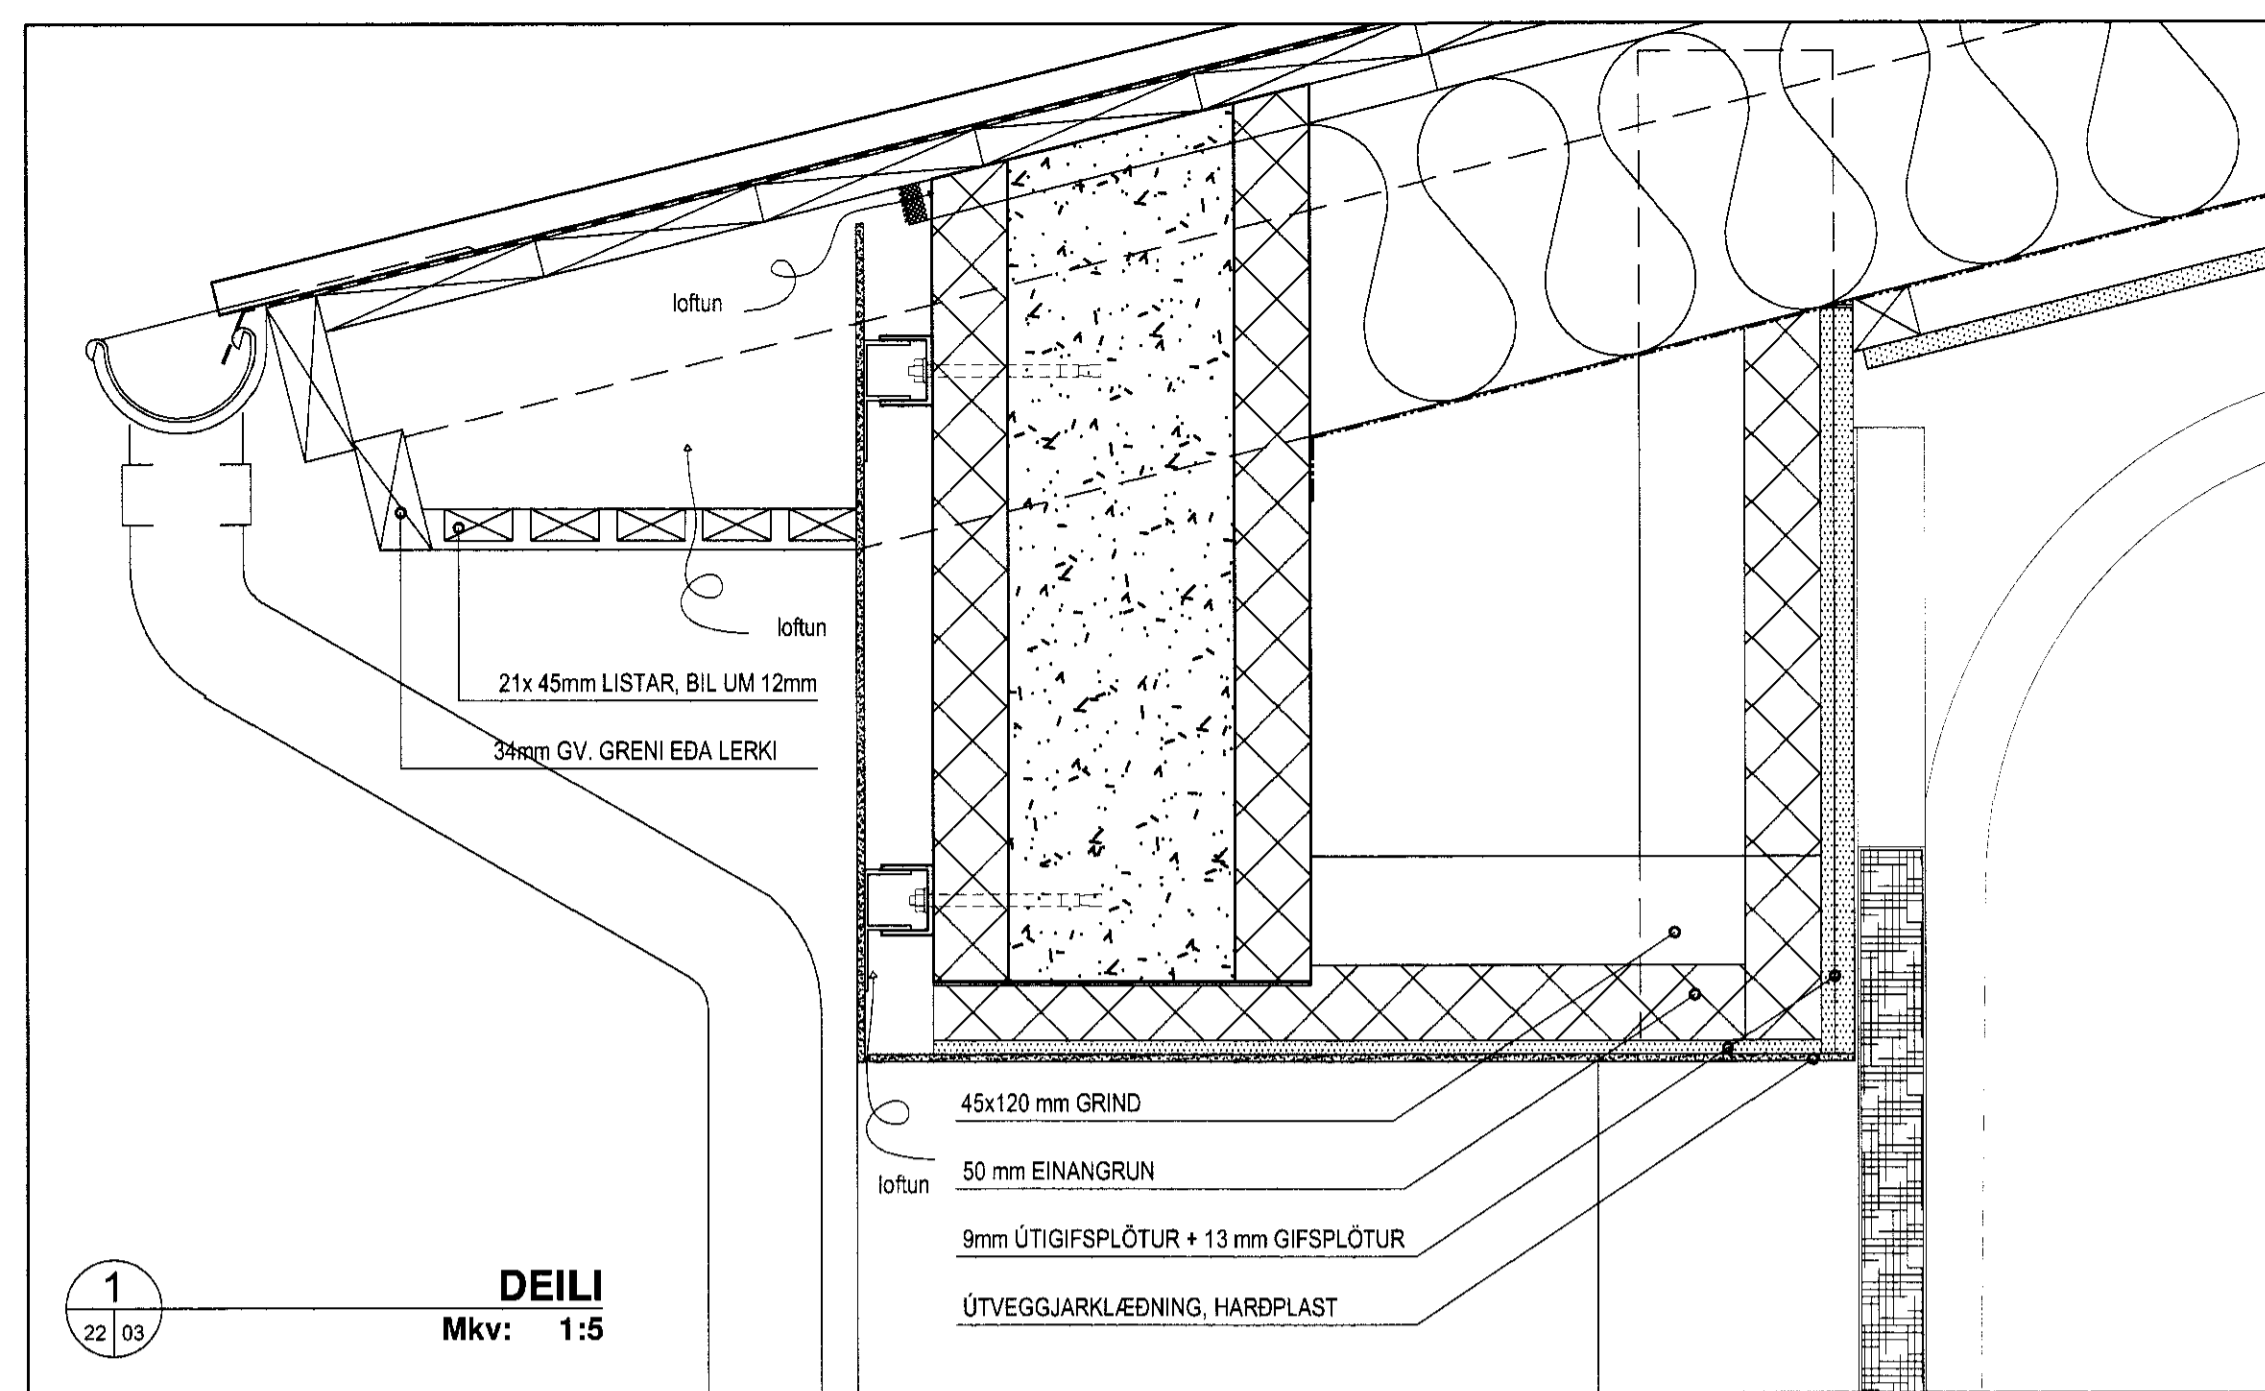 loftun
loftun
21x 45mm LISTAR, BIL UM 12mm
34mm GV. GRENI EÐA LERKI
45x120 mm GRIND
50 mm EINANGRUN
loftun
9mm ÚTIGIFSPLÖTUR + 13 mm GIFSPLÖTUR
ÚTVEGGJARKLÆÐNING, HARÐPLAST
1
22 03
DEILI
Mkv: 1:5